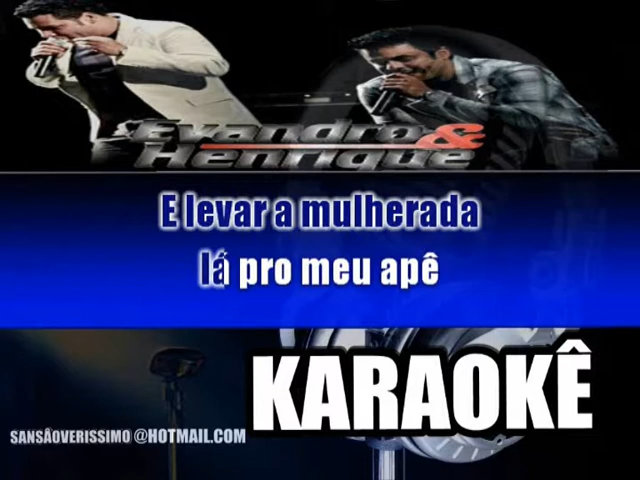 Evandro &
Henrique
E levar a mulherada
lá pro meu apê
KARAOKÊ
SANSÃOVERISSIMO@HOTMAIL.COM